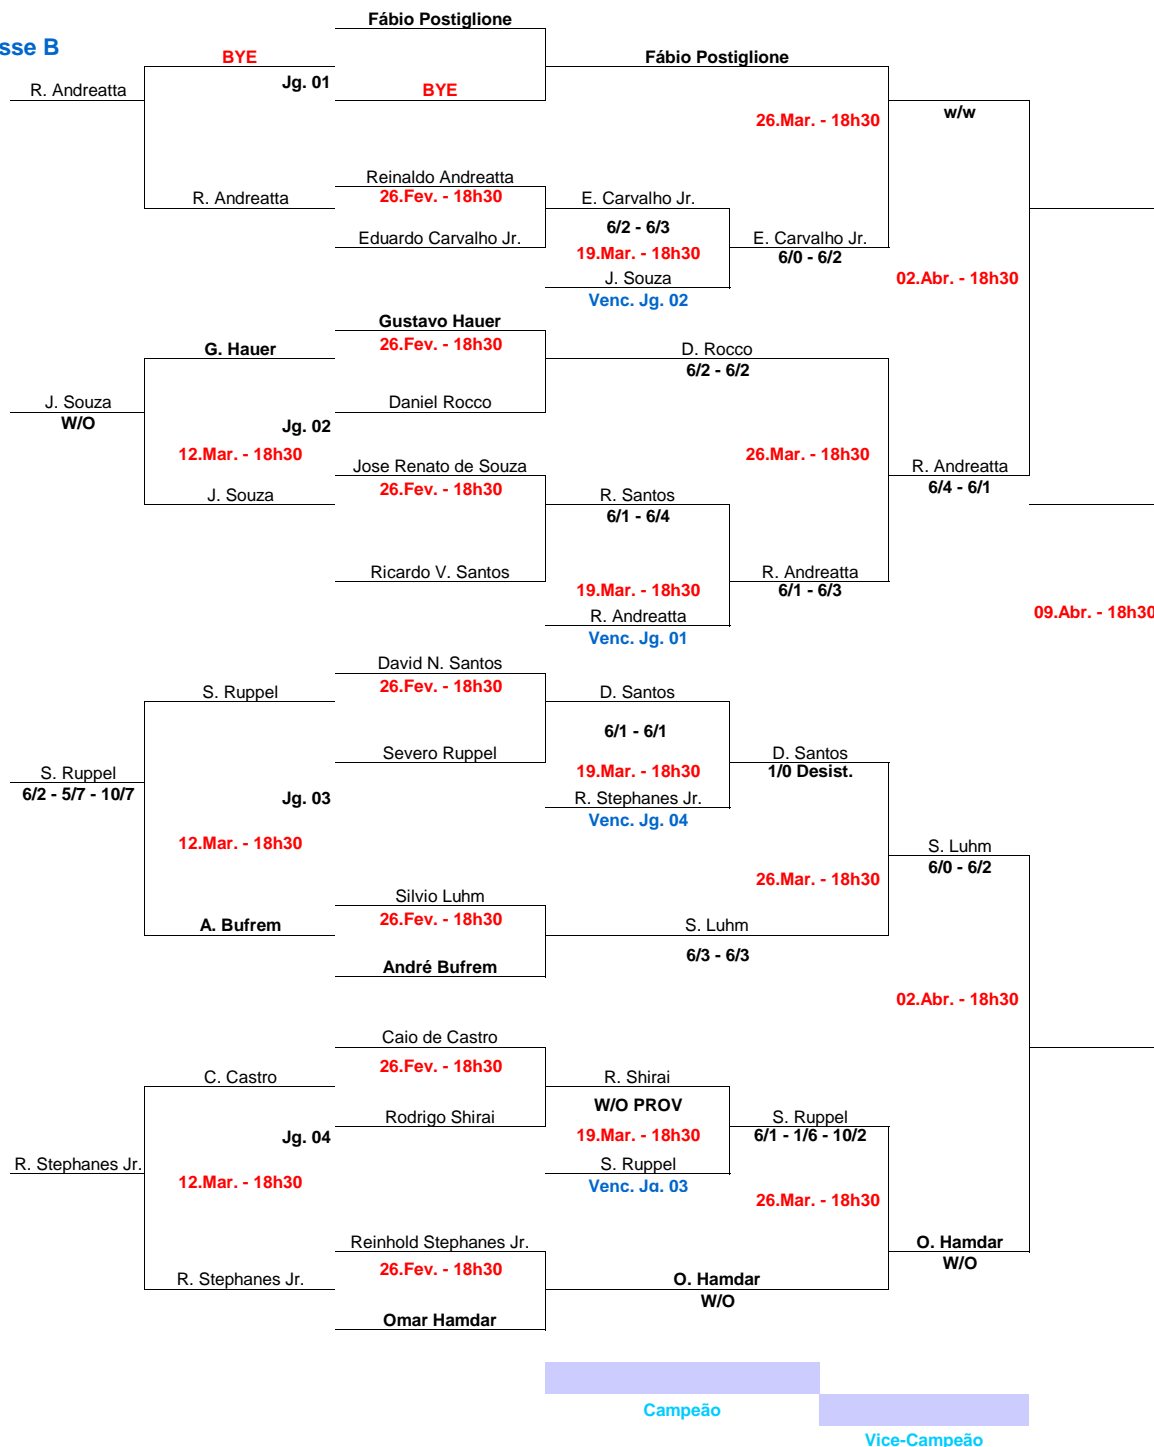 Fábio Postiglione
sse B
BYE
Fábio Postiglione
Jg. 01
R. Andreatta
BYE
w/w
26.Mar. - 18h30
Reinaldo Andreatta
R. Andreatta
26.Fev. - 18h30
E. Carvalho Jr.
6/2 - 6/3
Eduardo Carvalho Jr.
E. Carvalho Jr.
19.Mar. - 18h30
6/0 - 6/2
J. Souza
02.Abr. - 18h30
Venc. Jg. 02
Gustavo Hauer
G. Hauer
26.Fev. - 18h30
D. Rocco
6/2 - 6/2
J. Souza
Daniel Rocco
W/O
Jg. 02
12.Mar. - 18h30
26.Mar. - 18h30
Jose Renato de Souza
R. Andreatta
26.Fev. - 18h30
6/4 - 6/1
J. Souza
R. Santos
6/1 - 6/4
Ricardo V. Santos
R. Andreatta
19.Mar. - 18h30
6/1 - 6/3
R. Andreatta
09.Abr. - 18h30
Venc. Jg. 01
David N. Santos
S. Ruppel
26.Fev. - 18h30
D. Santos
6/1 - 6/1
Severo Ruppel
D. Santos
S. Ruppel
19.Mar. - 18h30
1/0 Desist.
6/2 - 5/7 - 10/7
Jg. 03
R. Stephanes Jr.
Venc. Jg. 04
12.Mar. - 18h30
S. Luhm
6/0 - 6/2
26.Mar. - 18h30
Silvio Luhm
26.Fev. - 18h30
A. Bufrem
S. Luhm
6/3 - 6/3
André Bufrem
02.Abr. - 18h30
Caio de Castro
26.Fev. - 18h30
C. Castro
R. Shirai
W/O PROV
Rodrigo Shirai
S. Ruppel
Jg. 04
19.Mar. - 18h30
6/1 - 1/6 - 10/2
R. Stephanes Jr.
S. Ruppel
12.Mar. - 18h30
Venc. Jg. 03
26.Mar. - 18h30
Reinhold Stephanes Jr.
O. Hamdar
26.Fev. - 18h30
W/O
R. Stephanes Jr.
O. Hamdar
W/O
Omar Hamdar
Campeão
Vice-Campeão